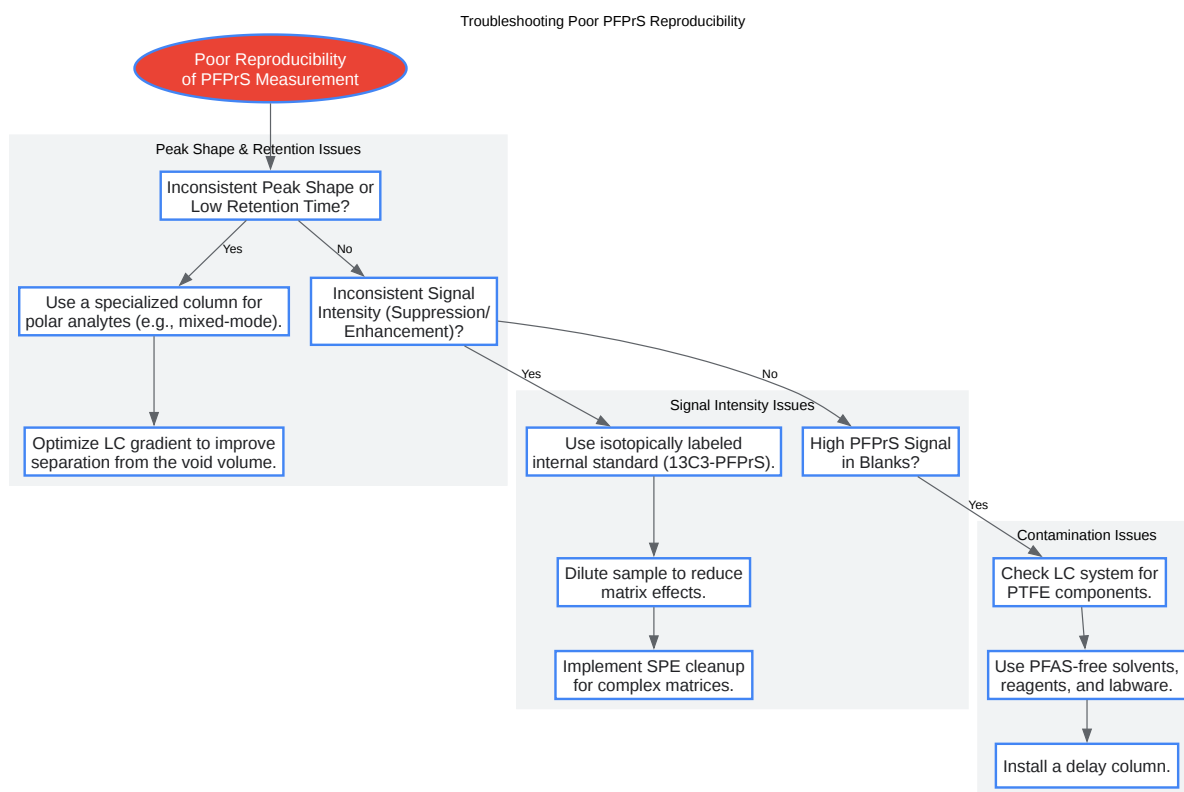 Troubleshooting Poor PFPrS Reproducibility
Poor Reproducibility
of PFPrS Measurement
Peak Shape & Retention Issues
Inconsistent Peak Shape or
Low Retention Time?
Yes
No
Use a specialized column for
polar analytes (e.g., mixed-mode).
Inconsistent Signal
Intensity (Suppression/
Enhancement)?
Yes
No
Optimize LC gradient to improve
separation from the void volume.
Signal Intensity Issues
Use isotopically labeled
internal standard (13C3-PFPrS).
High PFPrS Signal
in Blanks?
Yes
Contamination Issues
Dilute sample to reduce
matrix effects.
Check LC system for
PTFE components.
Implement SPE cleanup
for complex matrices.
Use PFAS-free solvents,
reagents, and labware.
Install a delay column.